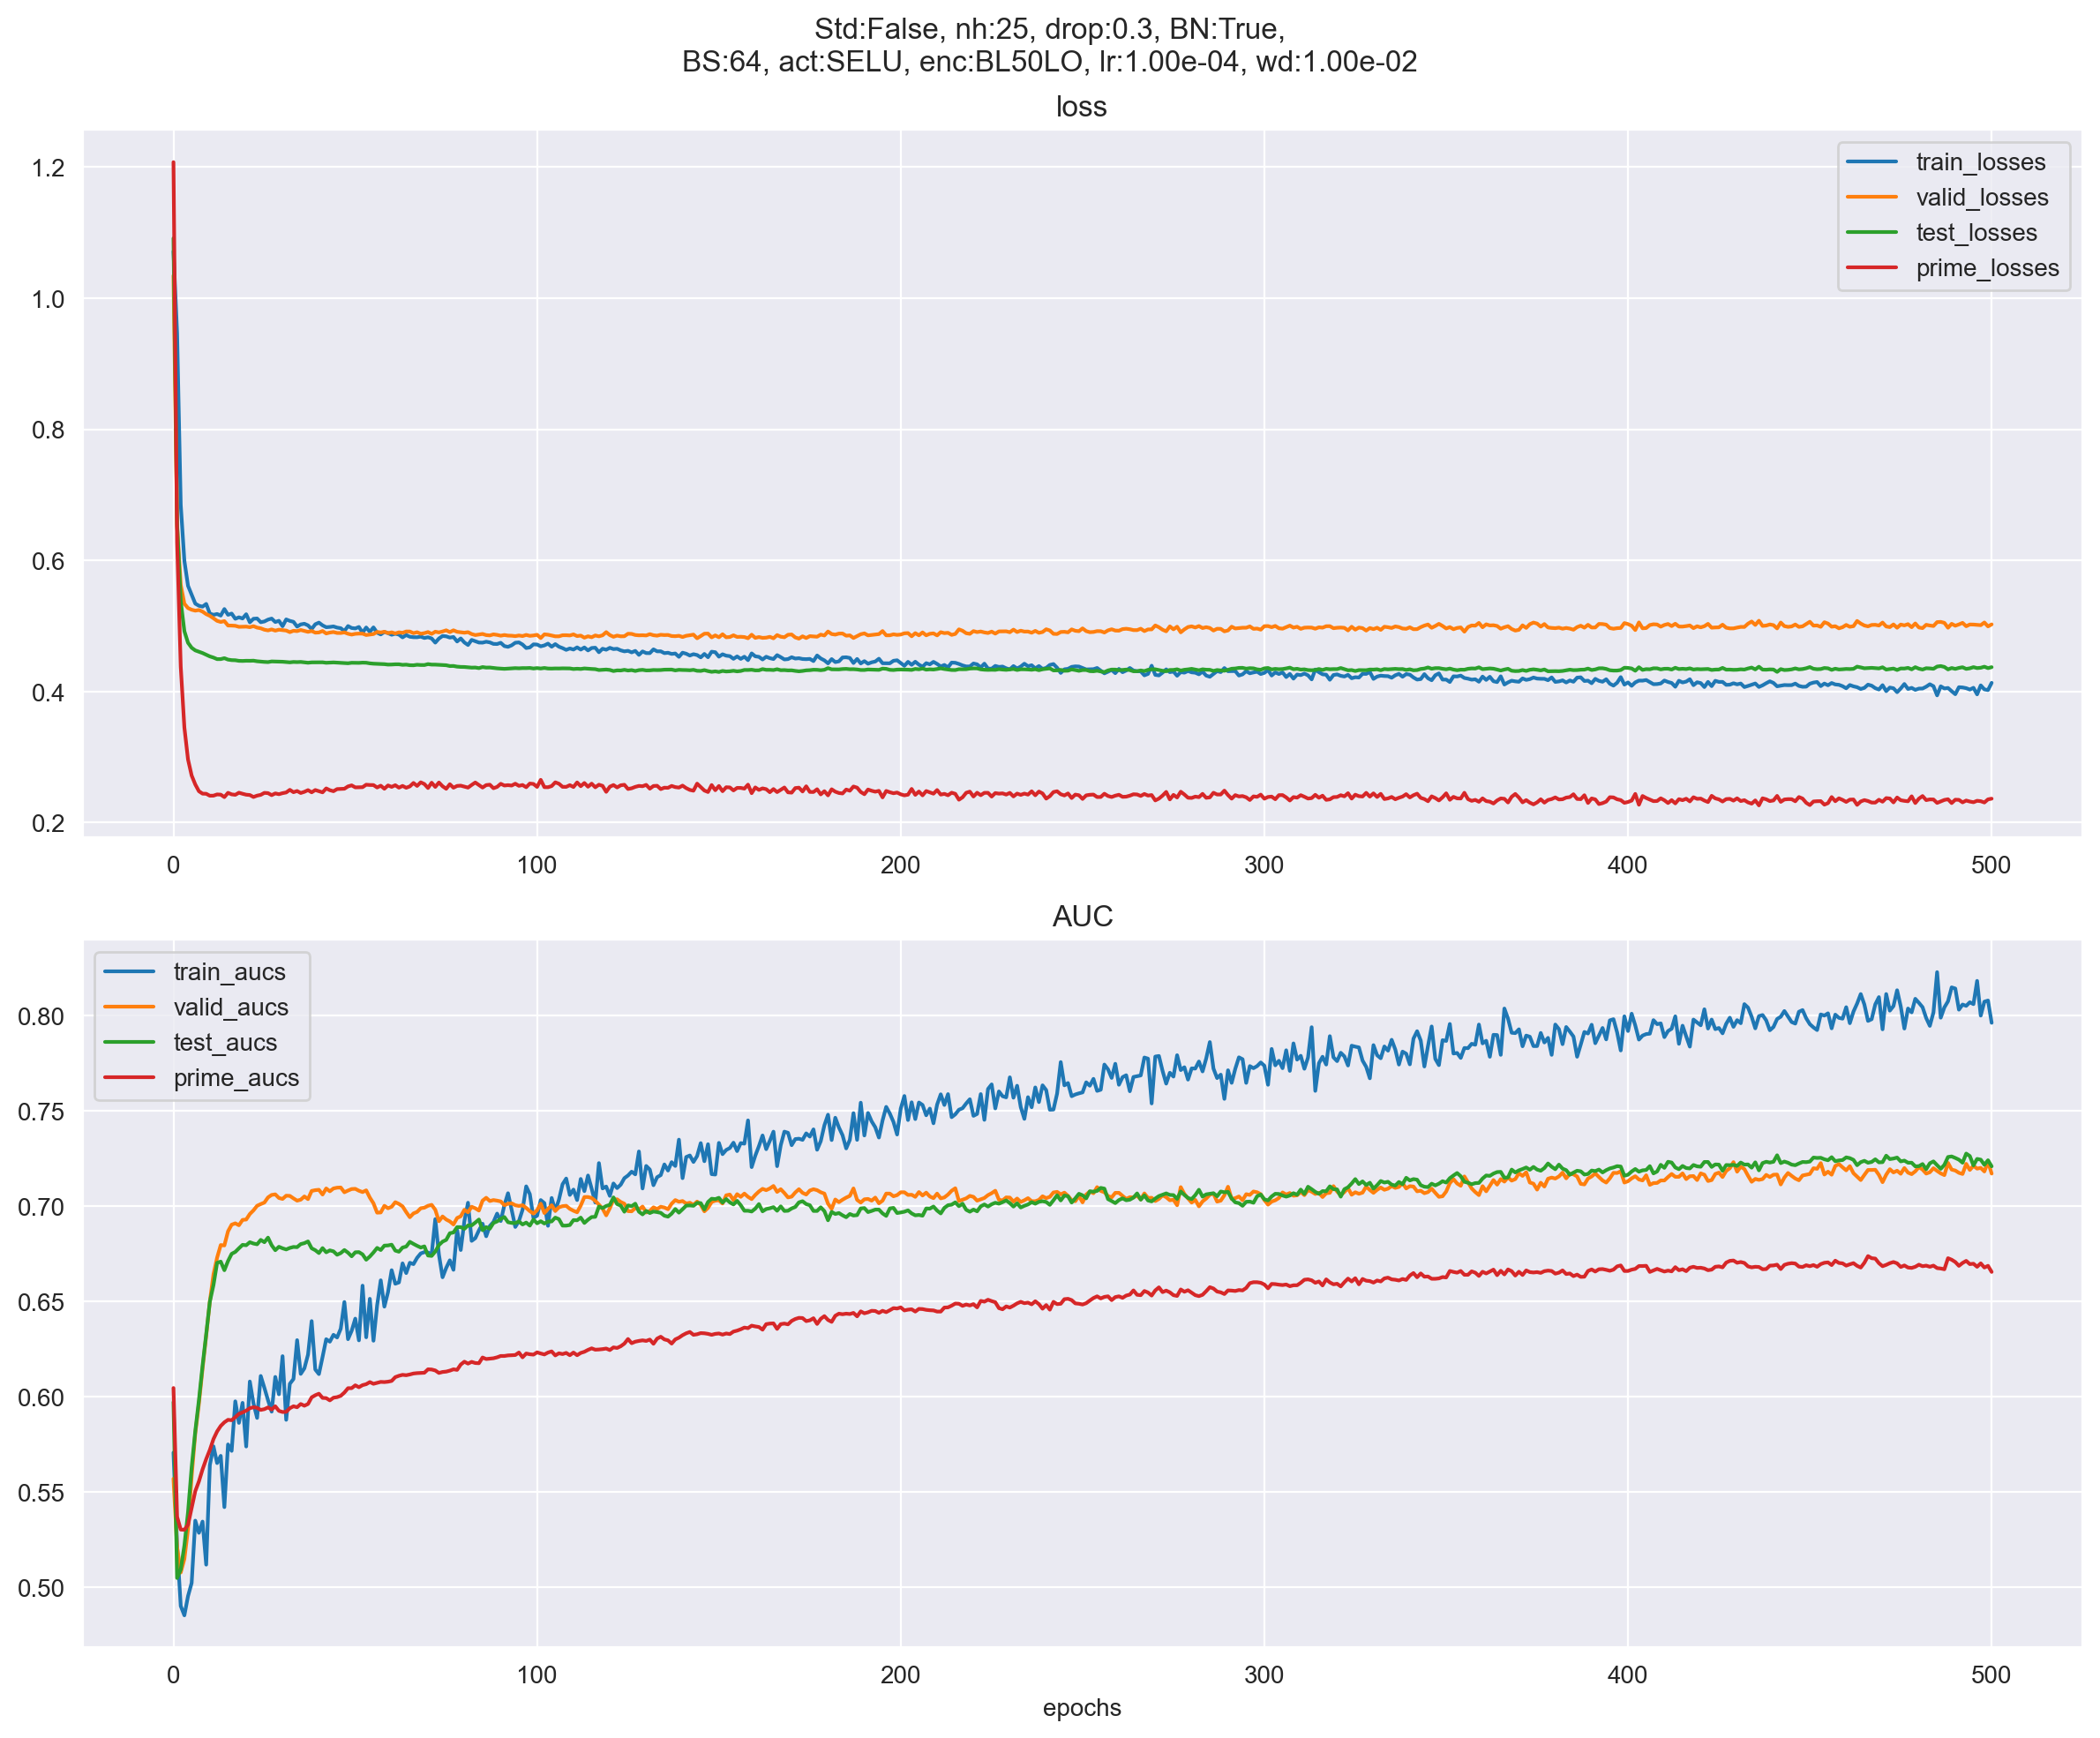 Std:False, nh:25, drop:0.3, BN:True,
BS:64, act:SELU, enc:BL50LO, lr:1.00e-04, wd:1.00e-02
loss
1.2
1.0
0.8
0.6
0.4
0.2
train_losses
valid_losses
test_losses
prime_losses
0 100 200 300 400 500
AUC
train_aucs
valid_aucs
test_aucs
prime_aucs
0.80
0.75
0.70
0.65
0.60
0.55
0.50
0 100 200 300 400 500
epochs